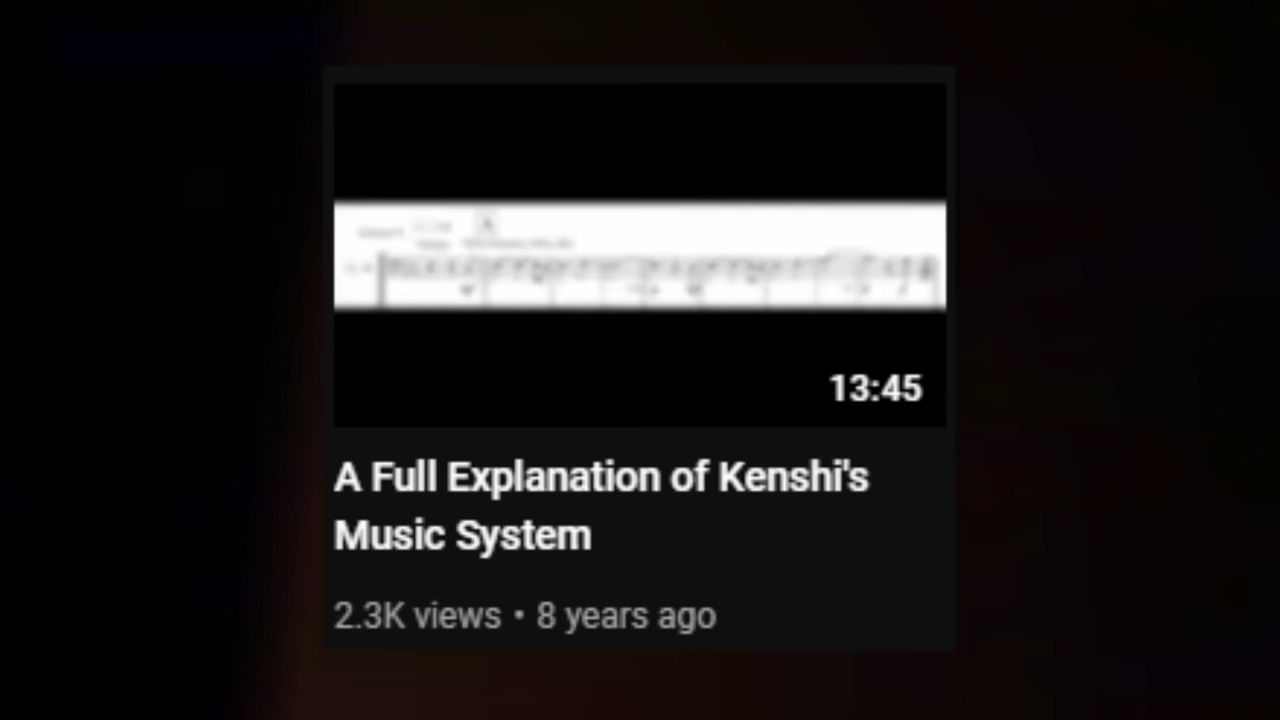 13:45
A Full Explanation of Kenshi's
Music System
2.3K views • 8 years ago